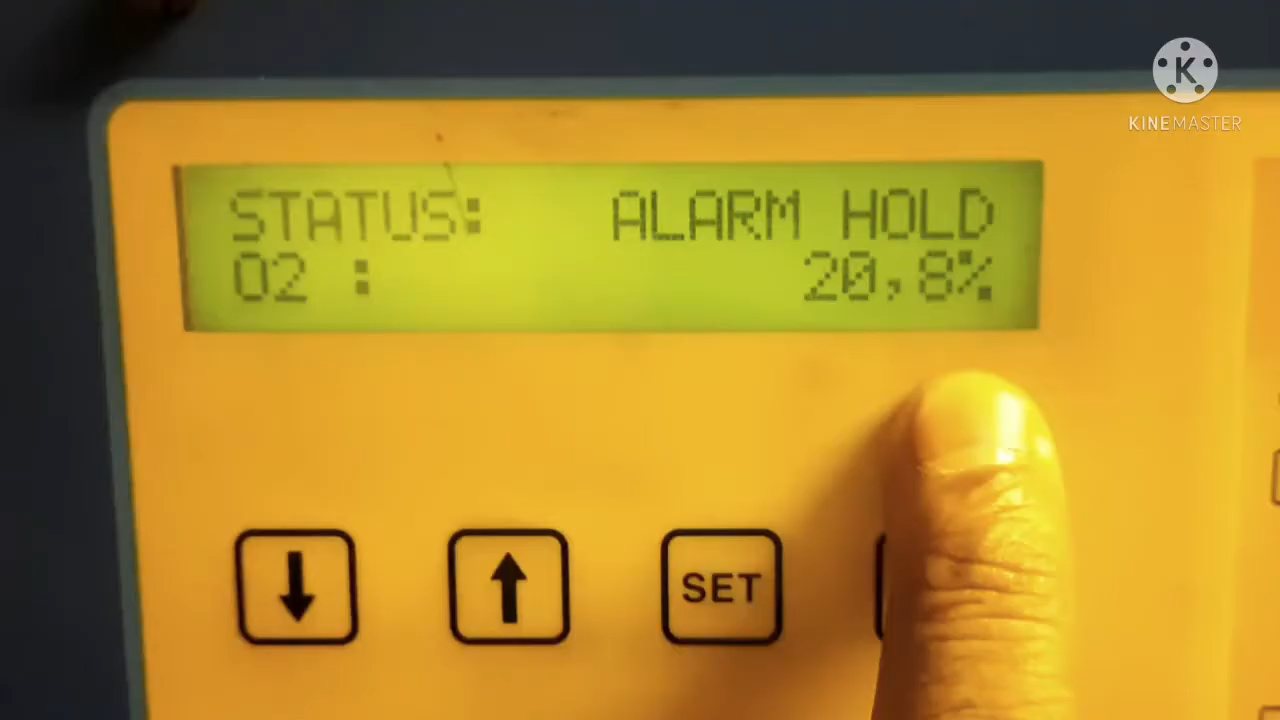 K
KINEMASTER
STATUS: ALARM HOLD
O2 : 20,8%
SET